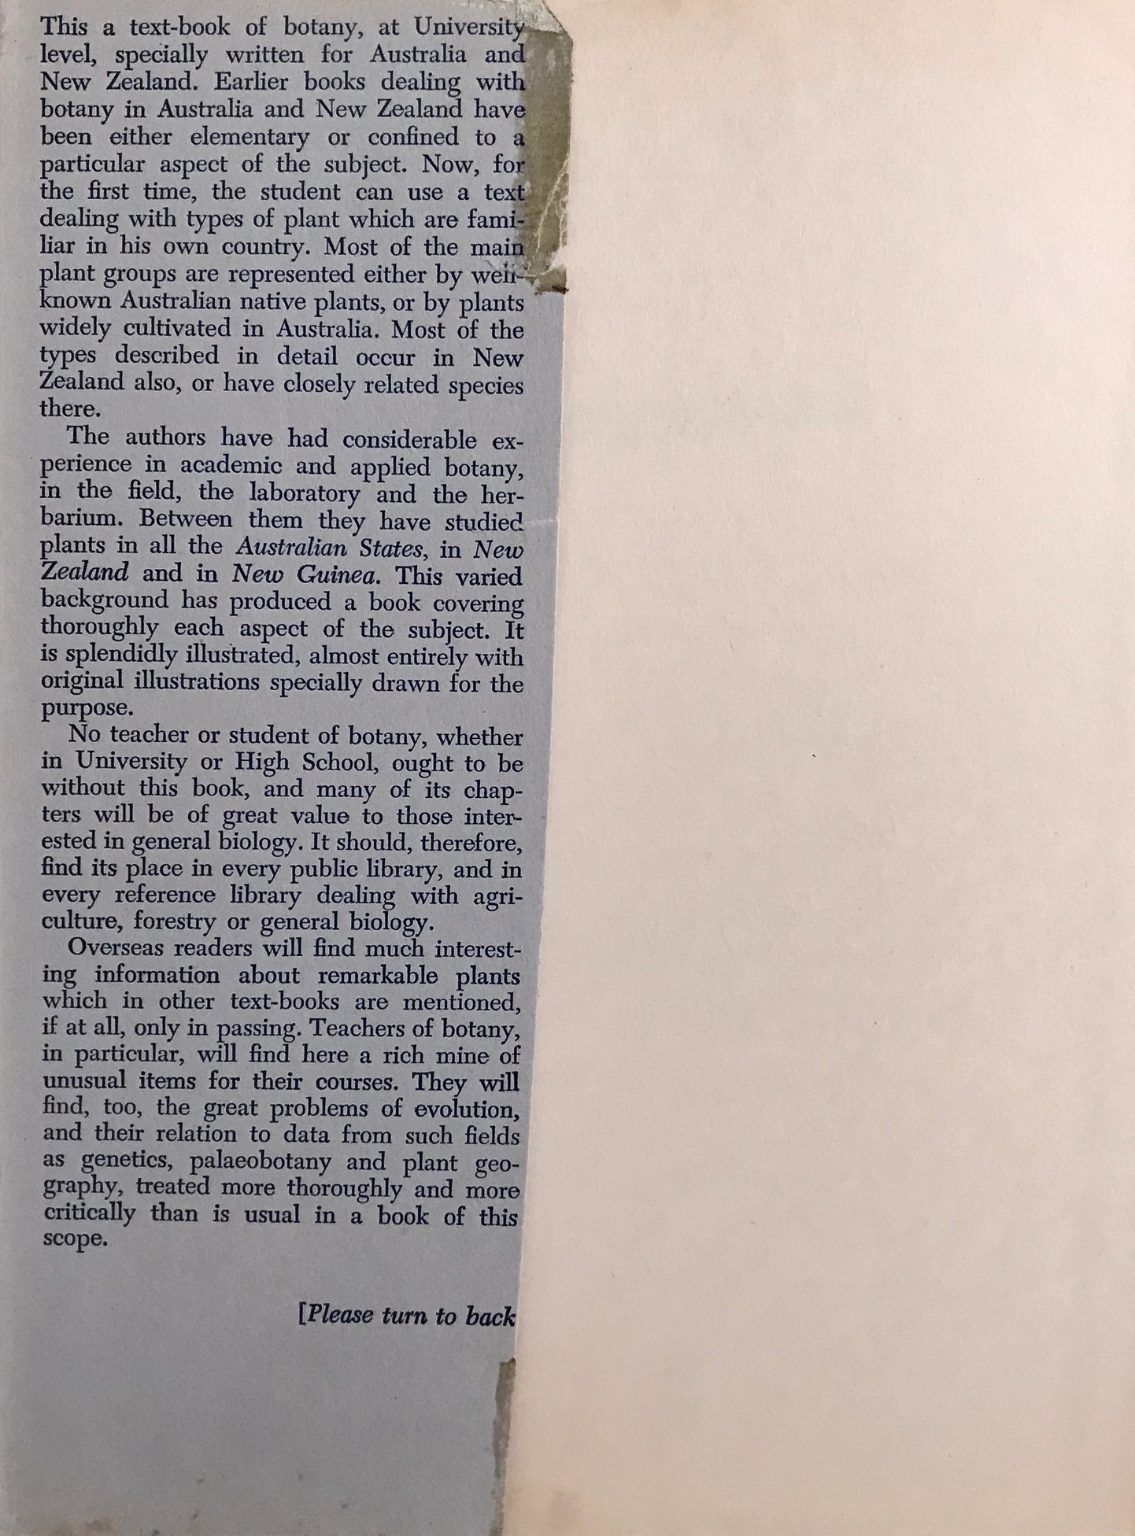 This a text-book of botany, at University
level, specially written for Australia and
New Zealand. Earlier books dealing with
botany in Australia and New Zealand have
been either elementary or confined to a
particular aspect of the subject. Now, for
the first time, the student can use a text
dealing with types of plant which are fami-
liar in his own country. Most of the main
plant groups are represented either by well-
known Australian native plants, or by plants
widely cultivated in Australia. Most of the
types described in detail occur in New
Zealand also, or have closely related species
there.
The authors have had considerable ex-
perience in academic and applied botany,
in the field, the laboratory and the her-
barium. Between them they have studied
plants in all the Australian States, in New
Zealand and in New Guinea. This varied
background has produced a book covering
thoroughly each aspect of the subject. It
is splendidly illustrated, almost entirely with
original illustrations specially drawn for the
purpose.
No teacher or student of botany, whether
in University or High School, ought to be
without this book, and many of its chap-
ters will be of great value to those inter-
ested in general biology. It should, therefore,
find its place in every public library, and in
every reference library dealing with agri-
culture, forestry or general biology.
Overseas readers will find much interest-
ing information about remarkable plants
which in other text-books are mentioned,
if at all, only in passing. Teachers of botany,
in particular, will find here a rich mine of
unusual items for their courses. They will
find, too, the great problems of evolution,
and their relation to data from such fields
as genetics, palaeobotany and plant geo-
graphy, treated more thoroughly and more
critically than is usual in a book of this
scope.
[Please turn to back